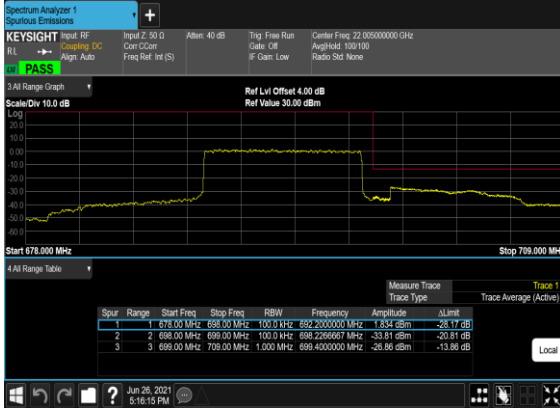 Spectrum Analyzer 1
Spurious Emissions
+
KEYSIGHT Input: RF Input Z: 50 Ω Atten: 40 dB Trig: Free Run Center Freq: 22.005000000 GHz
RL Coupling: DC Corr CCorr Gate: Off Avg|Hold: 100/100
Align: Auto Freq Ref: Int (S) IF Gain: Low Radio Std: None
PASS
3 All Range Graph
Ref Lvl Offset 4.00 dB
Scale/Div 10.0 dB Ref Value 30.00 dBm
Log
20.0
10.0
0.00
-10.0
-20.0
-30.0
-40.0
-50.0
-60.0
Start 678.000 MHz Stop 709.000 MH
4 All Range Table
Measure Trace Trace 1
Trace Type Trace Average (Active)
Spur Range Start Freq Stop Freq RBW Frequency Amplitude ΔLimit
1 1 678.00 MHz 698.00 MHz 100.0 kHz 692.2000000 MHz 1.834 dBm -28.17 dB
2 2 698.00 MHz 699.00 MHz 100.0 kHz 698.2266667 MHz -33.81 dBm -20.81 dB
3 3 699.00 MHz 709.00 MHz 1.000 MHz 699.4000000 MHz -26.86 dBm -13.86 dB
Local
? Jun 26, 2021
5:16:15 PM